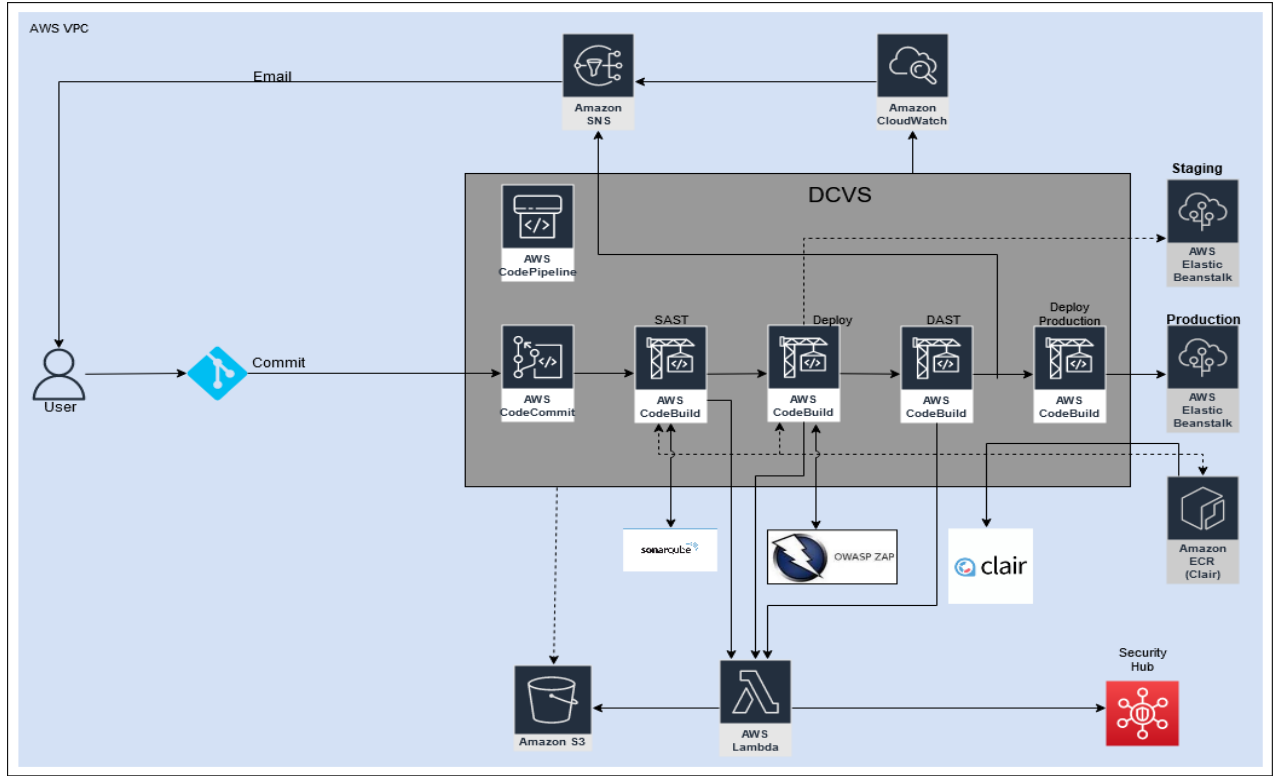 AWS VPC
Email
Amazon
SNS
Amazon
CloudWatch
Staging
DCVS
AWS
CodePipeline
AWS
Elastic
Beanstalk
SAST
Deploy
DAST
Deploy
Production
Production
Commit
User
AWS
CodeCommit
AWS
CodeBuild
AWS
CodeBuild
AWS
CodeBuild
AWS
CodeBuild
AWS
Elastic
Beanstalk
sonarqube
OWASP ZAP
clair
Amazon
ECR
(Clair)
Security
Hub
Amazon S3
AWS
Lambda